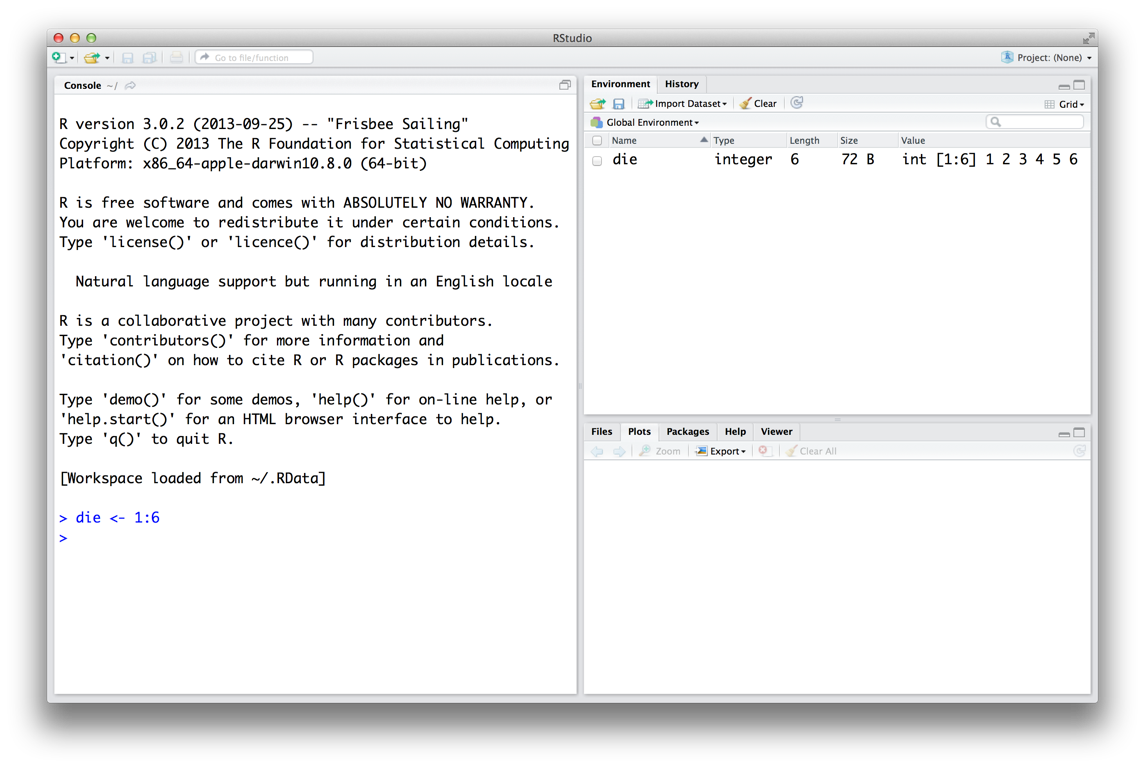 RStudio
Go to file/function
Project: (None)
Console ~/
R version 3.0.2 (2013-09-25) -- "Frisbee Sailing"
Copyright (C) 2013 The R Foundation for Statistical Computing
Platform: x86_64-apple-darwin10.8.0 (64-bit)
R is free software and comes with ABSOLUTELY NO WARRANTY.
You are welcome to redistribute it under certain conditions.
Type 'license()' or 'licence()' for distribution details.
Natural language support but running in an English locale
R is a collaborative project with many contributors.
Type 'contributors()' for more information and
'citation()' on how to cite R or R packages in publications.
Type 'demo()' for some demos, 'help()' for on-line help, or
'help.start()' for an HTML browser interface to help.
Type 'q()' to quit R.
[Workspace loaded from ~/.RData]
> die <- 1:6
>
Environment History
Import Dataset Clear Grid
Global Environment
Name Type Length Size Value
die integer 6 72 B int [1:6] 1 2 3 4 5 6
Files Plots Packages Help Viewer
Zoom Export Clear All